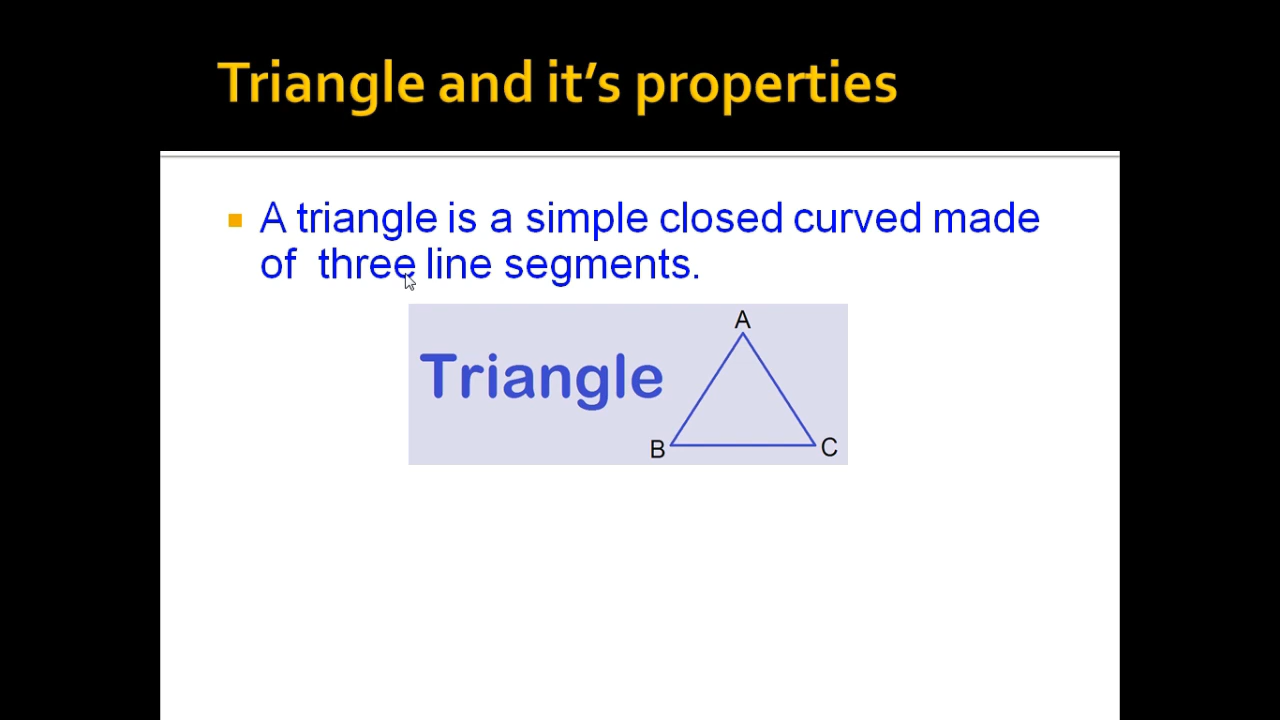 Triangle and it’s properties
A triangle is a simple closed curved made
of three line segments.
Triangle
A
B
C